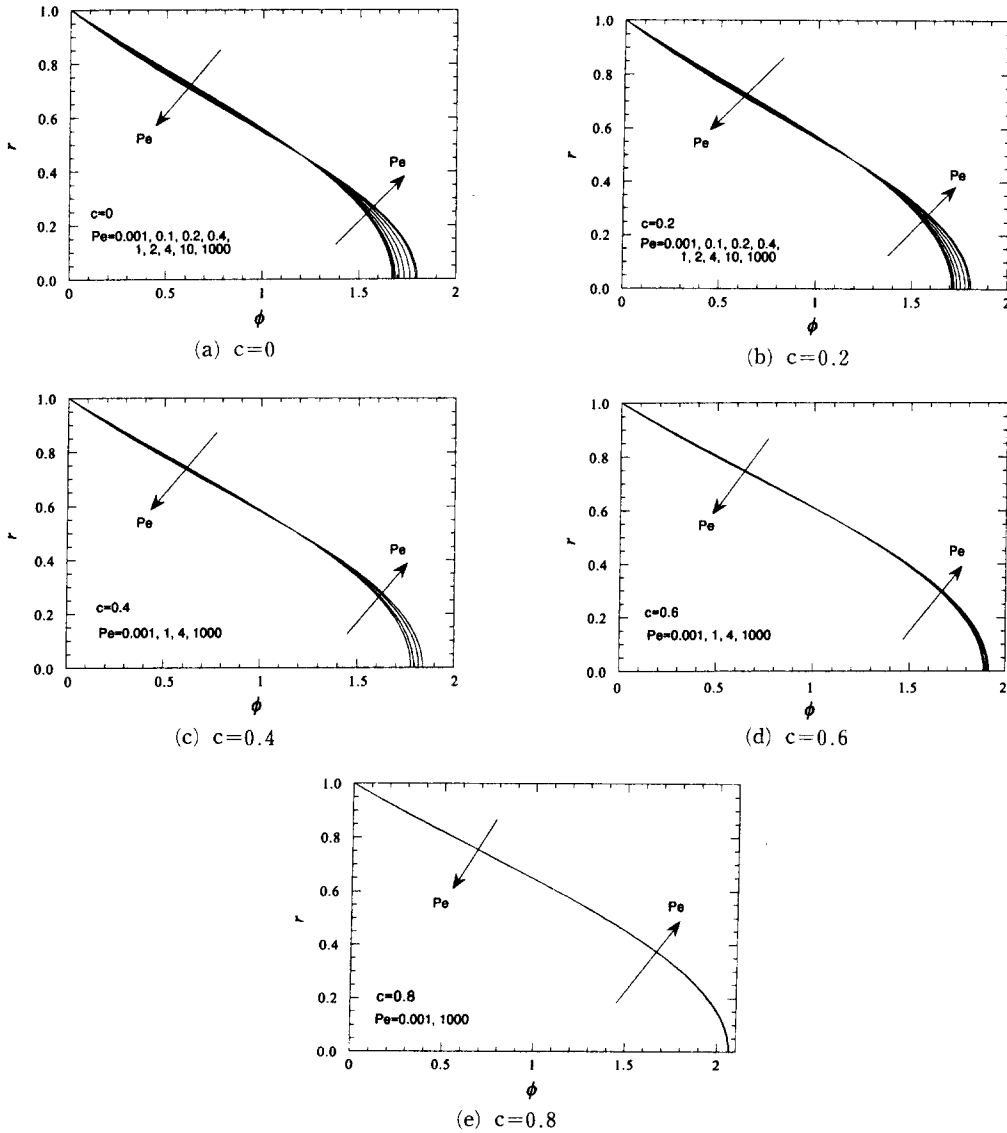 1.0
0.8
0.6
0.4
0.2
0.0
r
Pe
Pe
c=0
Pe=0.001, 0.1, 0.2, 0.4,
1, 2, 4, 10, 1000
0
0.5
1
1.5
2
ϕ
(a) c=0
1.0
0.8
0.6
0.4
0.2
0.0
r
Pe
Pe
c=0.2
Pe=0.001, 0.1, 0.2, 0.4,
1, 2, 4, 10, 1000
0
0.5
1
1.5
2
ϕ
(b) c=0.2
1.0
0.8
0.6
0.4
0.2
0.0
r
Pe
Pe
c=0.4
Pe=0.001, 1, 4, 1000
0
0.5
1
1.5
2
ϕ
(c) c=0.4
1.0
0.8
0.6
0.4
0.2
0.0
r
Pe
Pe
c=0.6
Pe=0.001, 1, 4, 1000
0
0.5
1
1.5
2
ϕ
(d) c=0.6
1.0
0.8
0.6
0.4
0.2
0.0
r
Pe
Pe
c=0.8
Pe=0.001, 1000
0
0.5
1
1.5
2
ϕ
(e) c=0.8